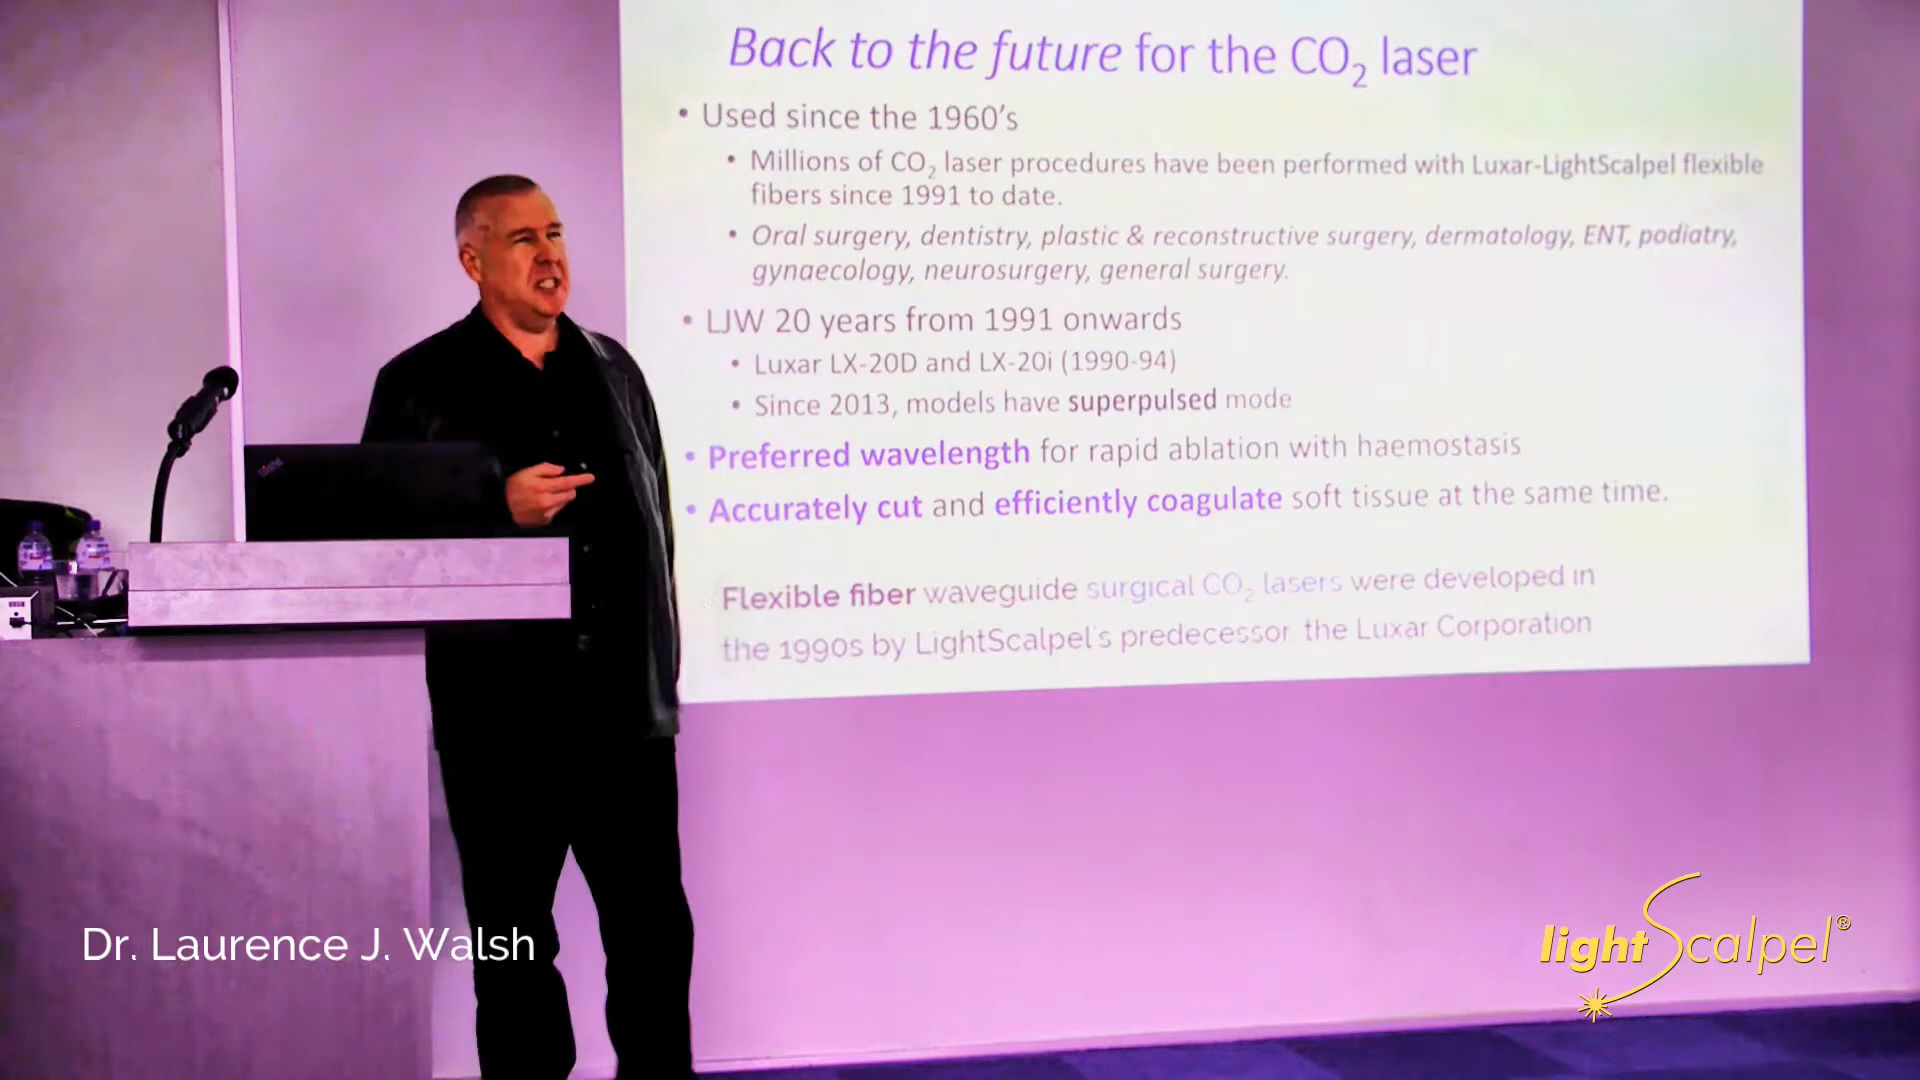 Back to the future for the CO₂ laser
• Used since the 1960's
• Millions of CO₂ laser procedures have been performed with Luxar-LightScalpel flexible
fibers since 1991 to date.
• Oral surgery, dentistry, plastic & reconstructive surgery, dermatology, ENT, podiatry,
gynaecology, neurosurgery, general surgery.
• LJW 20 years from 1991 onwards
• Luxar LX-20D and LX-20i (1990-94)
• Since 2013, models have superpulsed mode
• Preferred wavelength for rapid ablation with haemostasis
• Accurately cut and efficiently coagulate soft tissue at the same time.
Flexible fiber waveguide surgical CO₂ lasers were developed in
the 1990s by LightScalpel's predecessor, the Luxar Corporation
Dr. Laurence J. Walsh
lightScalpel®